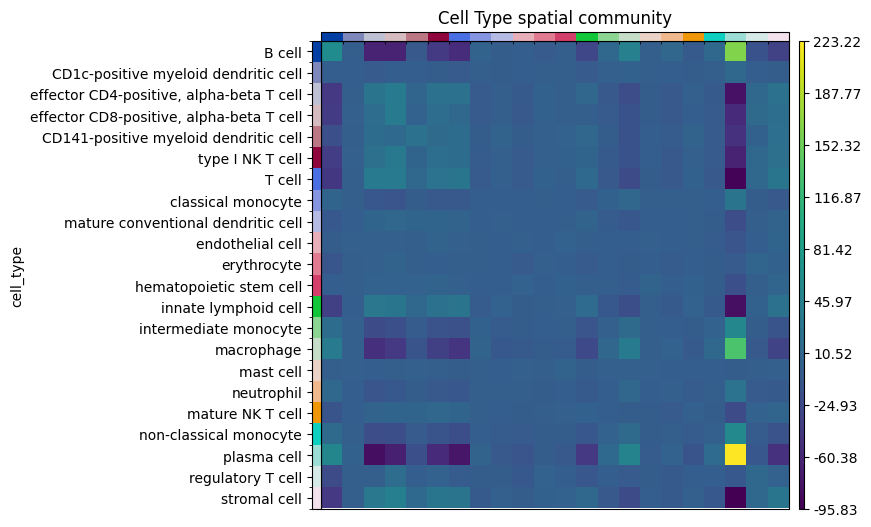 Cell Type spatial community
B cell
CD1c-positive myeloid dendritic cell
effector CD4-positive, alpha-beta T cell
effector CD8-positive, alpha-beta T cell
CD141-positive myeloid dendritic cell
type I NK T cell
T cell
classical monocyte
mature conventional dendritic cell
endothelial cell
erythrocyte
hematopoietic stem cell
innate lymphoid cell
intermediate monocyte
macrophage
mast cell
neutrophil
mature NK T cell
non-classical monocyte
plasma cell
regulatory T cell
stromal cell
cell_type
223.22
187.77
152.32
116.87
81.42
45.97
10.52
-24.93
-60.38
-95.83